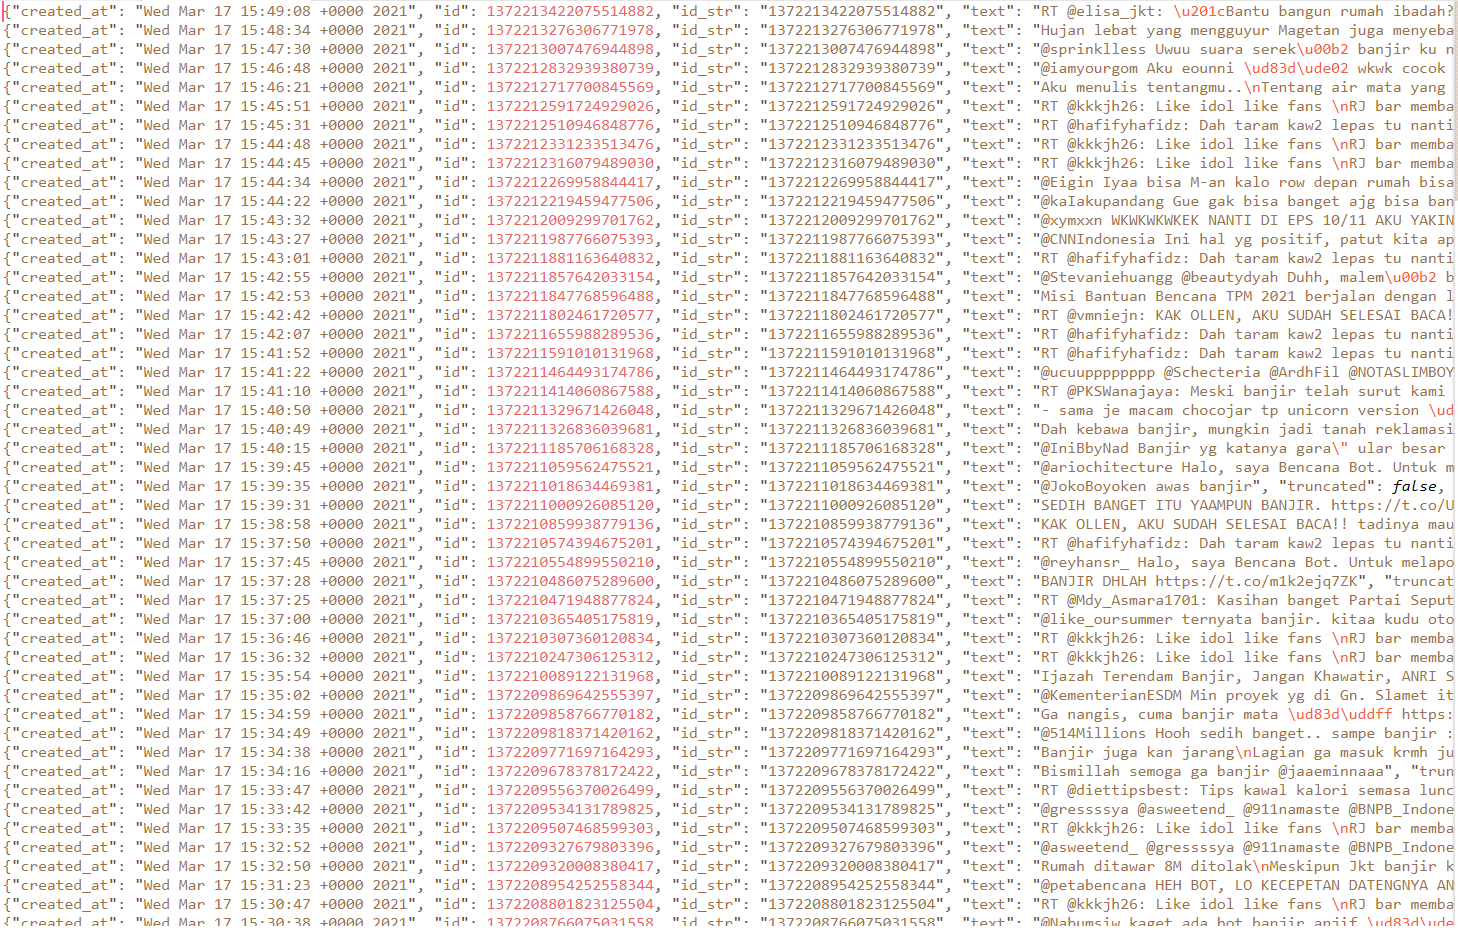 {"created_at": "Wed Mar 17 15:49:08 +0000 2021", "id": 1372213422075514882, "id_str": "1372213422075514882", "text": "RT @elisa_jkt: \u201cBantu bangun rumah ibadah?
{"created_at": "Wed Mar 17 15:48:34 +0000 2021", "id": 1372213276306771978, "id_str": "1372213276306771978", "text": "Hujan lebat yang mengguyur Magetan juga menyeba
{"created_at": "Wed Mar 17 15:47:30 +0000 2021", "id": 1372213007476944898, "id_str": "1372213007476944898", "text": "@sprinklless Uwuu suara serek\u00b2 banjir ku n
{"created_at": "Wed Mar 17 15:46:48 +0000 2021", "id": 1372212832939380739, "id_str": "1372212832939380739", "text": "@iamyourgom Aku eounni \ud83d\ude02 wkwk cocok
{"created_at": "Wed Mar 17 15:46:21 +0000 2021", "id": 1372212717700845569, "id_str": "1372212717700845569", "text": "Aku menulis tentangmu..\nTentang air mata yang
{"created_at": "Wed Mar 17 15:45:51 +0000 2021", "id": 1372212591724929026, "id_str": "1372212591724929026", "text": "RT @kkkjh26: Like idol like fans \nRJ bar memba
{"created_at": "Wed Mar 17 15:45:31 +0000 2021", "id": 1372212510946848776, "id_str": "1372212510946848776", "text": "RT @hafifyhafidz: Dah taram kaw2 lepas tu nanti
{"created_at": "Wed Mar 17 15:44:48 +0000 2021", "id": 1372212331233513476, "id_str": "1372212331233513476", "text": "RT @kkkjh26: Like idol like fans \nRJ bar memba
{"created_at": "Wed Mar 17 15:44:45 +0000 2021", "id": 1372212316079489030, "id_str": "1372212316079489030", "text": "RT @kkkjh26: Like idol like fans \nRJ bar memba
{"created_at": "Wed Mar 17 15:44:34 +0000 2021", "id": 1372212269958844417, "id_str": "1372212269958844417", "text": "@Eigin Iyaa bisa M-an kalo row depan rumah bisa
{"created_at": "Wed Mar 17 15:44:22 +0000 2021", "id": 1372212219459477506, "id_str": "1372212219459477506", "text": "@kaIakupandang Gue gak bisa banget ajg bisa ban
{"created_at": "Wed Mar 17 15:43:32 +0000 2021", "id": 1372212009299701762, "id_str": "1372212009299701762", "text": "@xymxxn WKWKWKWKEK NANTI DI EPS 10/11 AKU YAKIN
{"created_at": "Wed Mar 17 15:43:27 +0000 2021", "id": 1372211987766075393, "id_str": "1372211987766075393", "text": "@CNNIndonesia Ini hal yg positif, patut kita ap
{"created_at": "Wed Mar 17 15:43:01 +0000 2021", "id": 1372211881163640832, "id_str": "1372211881163640832", "text": "RT @hafifyhafidz: Dah taram kaw2 lepas tu nanti
{"created_at": "Wed Mar 17 15:42:55 +0000 2021", "id": 1372211857642033154, "id_str": "1372211857642033154", "text": "@Stevaniehuangg @beautydyah Duhh, malem\u00b2 b
{"created_at": "Wed Mar 17 15:42:53 +0000 2021", "id": 1372211847768596488, "id_str": "1372211847768596488", "text": "Misi Bantuan Bencana TPM 2021 berjalan dengan l
{"created_at": "Wed Mar 17 15:42:42 +0000 2021", "id": 1372211802461720577, "id_str": "1372211802461720577", "text": "RT @vmniejn: KAK OLLEN, AKU SUDAH SELESAI BACA!
{"created_at": "Wed Mar 17 15:42:07 +0000 2021", "id": 1372211655988289536, "id_str": "1372211655988289536", "text": "RT @hafifyhafidz: Dah taram kaw2 lepas tu nanti
{"created_at": "Wed Mar 17 15:41:52 +0000 2021", "id": 1372211591010131968, "id_str": "1372211591010131968", "text": "RT @hafifyhafidz: Dah taram kaw2 lepas tu nanti
{"created_at": "Wed Mar 17 15:41:22 +0000 2021", "id": 1372211464493174786, "id_str": "1372211464493174786", "text": "@ucuupppppppp @Schecteria @ArdhFil @NOTASLIMBOY
{"created_at": "Wed Mar 17 15:41:10 +0000 2021", "id": 1372211414060867588, "id_str": "1372211414060867588", "text": "RT @PKSWanajaya: Meski banjir telah surut kami
{"created_at": "Wed Mar 17 15:40:50 +0000 2021", "id": 1372211329671426048, "id_str": "1372211329671426048", "text": "- sama je macam chocojar tp unicorn version \ud
{"created_at": "Wed Mar 17 15:40:49 +0000 2021", "id": 1372211326836039681, "id_str": "1372211326836039681", "text": "Dah kebawa banjir, mungkin jadi tanah reklamasi
{"created_at": "Wed Mar 17 15:40:15 +0000 2021", "id": 1372211185706168328, "id_str": "1372211185706168328", "text": "@IniBbyNad Banjir yg katanya gara\" ular besar
{"created_at": "Wed Mar 17 15:39:45 +0000 2021", "id": 1372211059562475521, "id_str": "1372211059562475521", "text": "@ariochitecture Halo, saya Bencana Bot. Untuk m
{"created_at": "Wed Mar 17 15:39:35 +0000 2021", "id": 1372211018634469381, "id_str": "1372211018634469381", "text": "@JokoBoyoken awas banjir", "truncated": false,
{"created_at": "Wed Mar 17 15:39:31 +0000 2021", "id": 1372211000926085120, "id_str": "1372211000926085120", "text": "SEDIH BANGET ITU YAAMPUN BANJIR. https://t.co/U
{"created_at": "Wed Mar 17 15:38:58 +0000 2021", "id": 1372210859938779136, "id_str": "1372210859938779136", "text": "KAK OLLEN, AKU SUDAH SELESAI BACA!! tadinya mau
{"created_at": "Wed Mar 17 15:37:50 +0000 2021", "id": 1372210574394675201, "id_str": "1372210574394675201", "text": "RT @hafifyhafidz: Dah taram kaw2 lepas tu nanti
{"created_at": "Wed Mar 17 15:37:45 +0000 2021", "id": 1372210554899550210, "id_str": "1372210554899550210", "text": "@reyhansr_ Halo, saya Bencana Bot. Untuk melapo
{"created_at": "Wed Mar 17 15:37:28 +0000 2021", "id": 1372210486075289600, "id_str": "1372210486075289600", "text": "BANJIR DHLAH https://t.co/m1k2ejq7ZK", "truncat
{"created_at": "Wed Mar 17 15:37:25 +0000 2021", "id": 1372210471948877824, "id_str": "1372210471948877824", "text": "RT @Mdy_Asmara1701: Kasihan banget Partai Seput
{"created_at": "Wed Mar 17 15:37:00 +0000 2021", "id": 1372210365405175819, "id_str": "1372210365405175819", "text": "@like_oursummer ternyata banjir. kitaa kudu oto
{"created_at": "Wed Mar 17 15:36:46 +0000 2021", "id": 1372210307360120834, "id_str": "1372210307360120834", "text": "RT @kkkjh26: Like idol like fans \nRJ bar memba
{"created_at": "Wed Mar 17 15:36:32 +0000 2021", "id": 1372210247306125312, "id_str": "1372210247306125312", "text": "RT @kkkjh26: Like idol like fans \nRJ bar memba
{"created_at": "Wed Mar 17 15:35:54 +0000 2021", "id": 1372210089122131968, "id_str": "1372210089122131968", "text": "Ijazah Terendam Banjir, Jangan Khawatir, ANRI S
{"created_at": "Wed Mar 17 15:35:02 +0000 2021", "id": 1372209869642555397, "id_str": "1372209869642555397", "text": "@KementerianESDM Min proyek yg di Gn. Slamet it
{"created_at": "Wed Mar 17 15:34:59 +0000 2021", "id": 1372209858766770182, "id_str": "1372209858766770182", "text": "Ga nangis, cuma banjir mata \ud83d\uddff https:
{"created_at": "Wed Mar 17 15:34:49 +0000 2021", "id": 1372209818371420162, "id_str": "1372209818371420162", "text": "@514Millions Hooh sedih banget.. sampe banjir :
{"created_at": "Wed Mar 17 15:34:38 +0000 2021", "id": 1372209771697164293, "id_str": "1372209771697164293", "text": "Banjir juga kan jarang\nLagian ga masuk krmh ju
{"created_at": "Wed Mar 17 15:34:16 +0000 2021", "id": 1372209678378172422, "id_str": "1372209678378172422", "text": "Bismillah semoga ga banjir @jaaeminnaaa", "trun
{"created_at": "Wed Mar 17 15:33:47 +0000 2021", "id": 1372209556370026499, "id_str": "1372209556370026499", "text": "RT @diettipsbest: Tips kawal kalori semasa lunc
{"created_at": "Wed Mar 17 15:33:42 +0000 2021", "id": 1372209534131789825, "id_str": "1372209534131789825", "text": "@gressssya @asweetend_ @911namaste @BNPB_Indone
{"created_at": "Wed Mar 17 15:33:35 +0000 2021", "id": 1372209507468599303, "id_str": "1372209507468599303", "text": "RT @kkkjh26: Like idol like fans \nRJ bar memba
{"created_at": "Wed Mar 17 15:32:52 +0000 2021", "id": 1372209327679803396, "id_str": "1372209327679803396", "text": "@asweetend_ @gressssya @911namaste @BNPB_Indone
{"created_at": "Wed Mar 17 15:32:50 +0000 2021", "id": 1372209320008380417, "id_str": "1372209320008380417", "text": "Rumah ditawar 8M ditolak\nMeskipun Jkt banjir k
{"created_at": "Wed Mar 17 15:31:23 +0000 2021", "id": 1372208954252558344, "id_str": "1372208954252558344", "text": "@petabencana HEH BOT, LO KECEPETAN DATENGNYA AN
{"created_at": "Wed Mar 17 15:30:47 +0000 2021", "id": 1372208801823125504, "id_str": "1372208801823125504", "text": "RT @kkkjh26: Like idol like fans \nRJ bar memba
{"created_at": "Wed Mar 17 15:30:38 +0000 2021", "id": 1372208766075031558, "id_str": "1372208766075031558", "text": "@Nabumsiw kaget ada bot banjir anjif \ud83d\ude